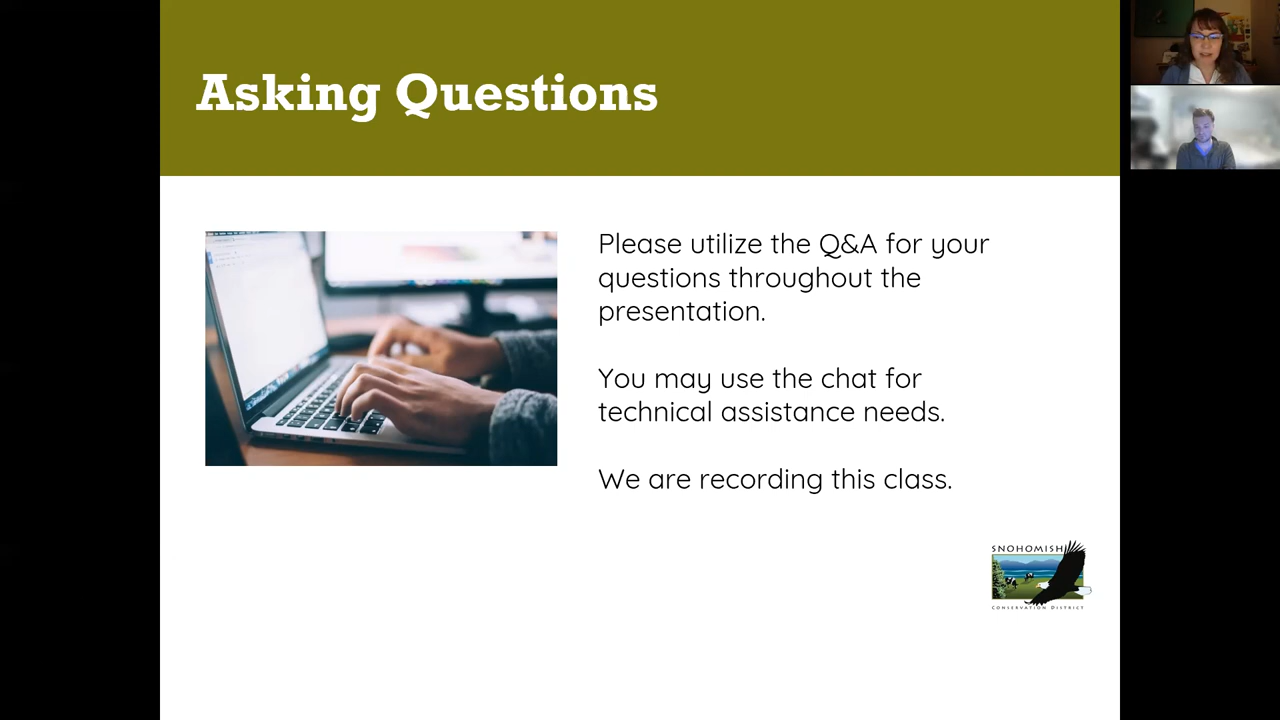 Asking Questions
Please utilize the Q&A for your
questions throughout the
presentation.
You may use the chat for
technical assistance needs.
We are recording this class.
SNOHOMISH
CONSERVATION DISTRICT